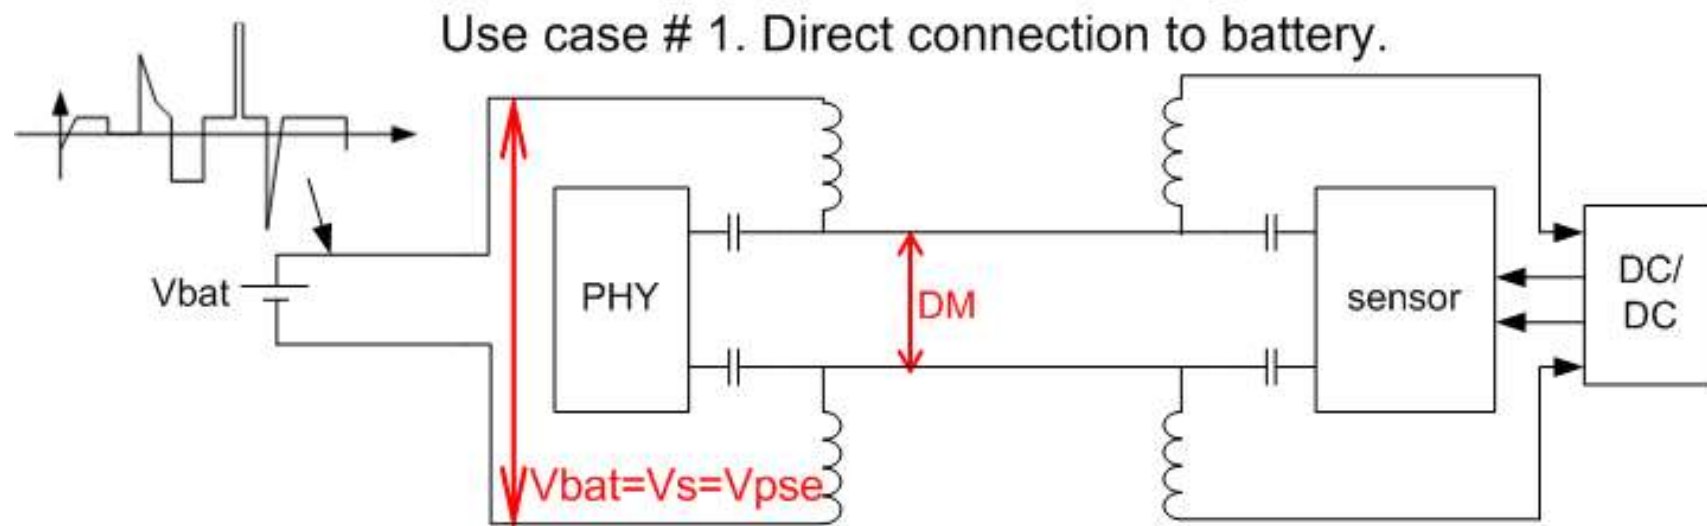 Use case # 1. Direct connection to battery.
Vbat
PHY
DM
sensor
DC/
DC
Vbat=Vs=Vpse